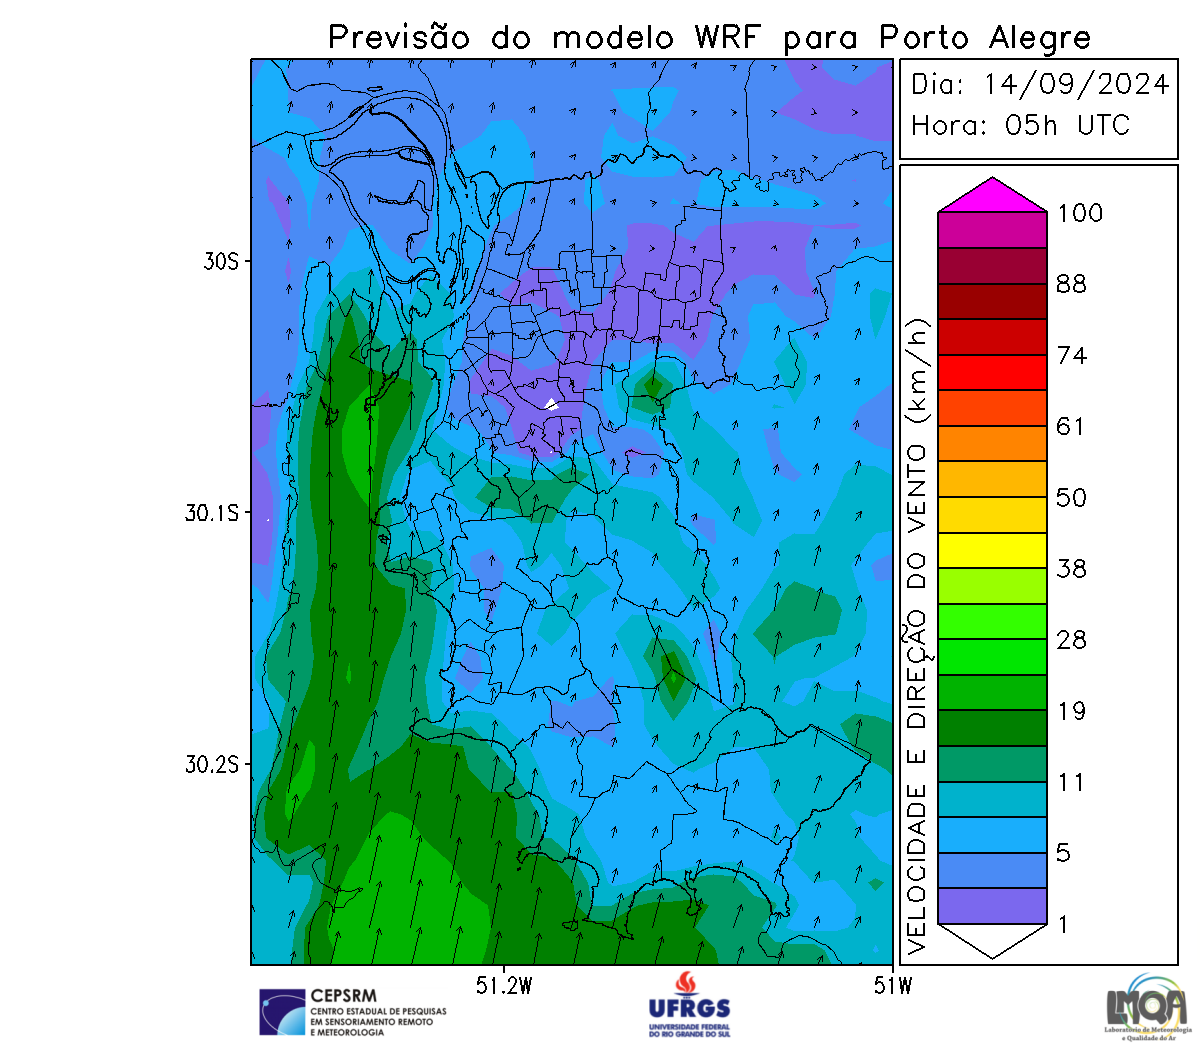 Previsão do modelo WRF para Porto Alegre
Dia: 14/09/2024
Hora: 05h UTC
30S
30.1S
30.2S
51.2W
51W
VELOCIDADE E DIREÇÃO DO VENTO (km/h)
100
88
74
61
50
38
28
19
11
5
1
CEPSRM
CENTRO ESTADUAL DE PESQUISAS
EM SENSORIAMENTO REMOTO
E METEOROLOGIA
UFRGS
UNIVERSIDADE FEDERAL
DO RIO GRANDE DO SUL
LMQA
Laboratório de Meteorologia
e Qualidade do Ar